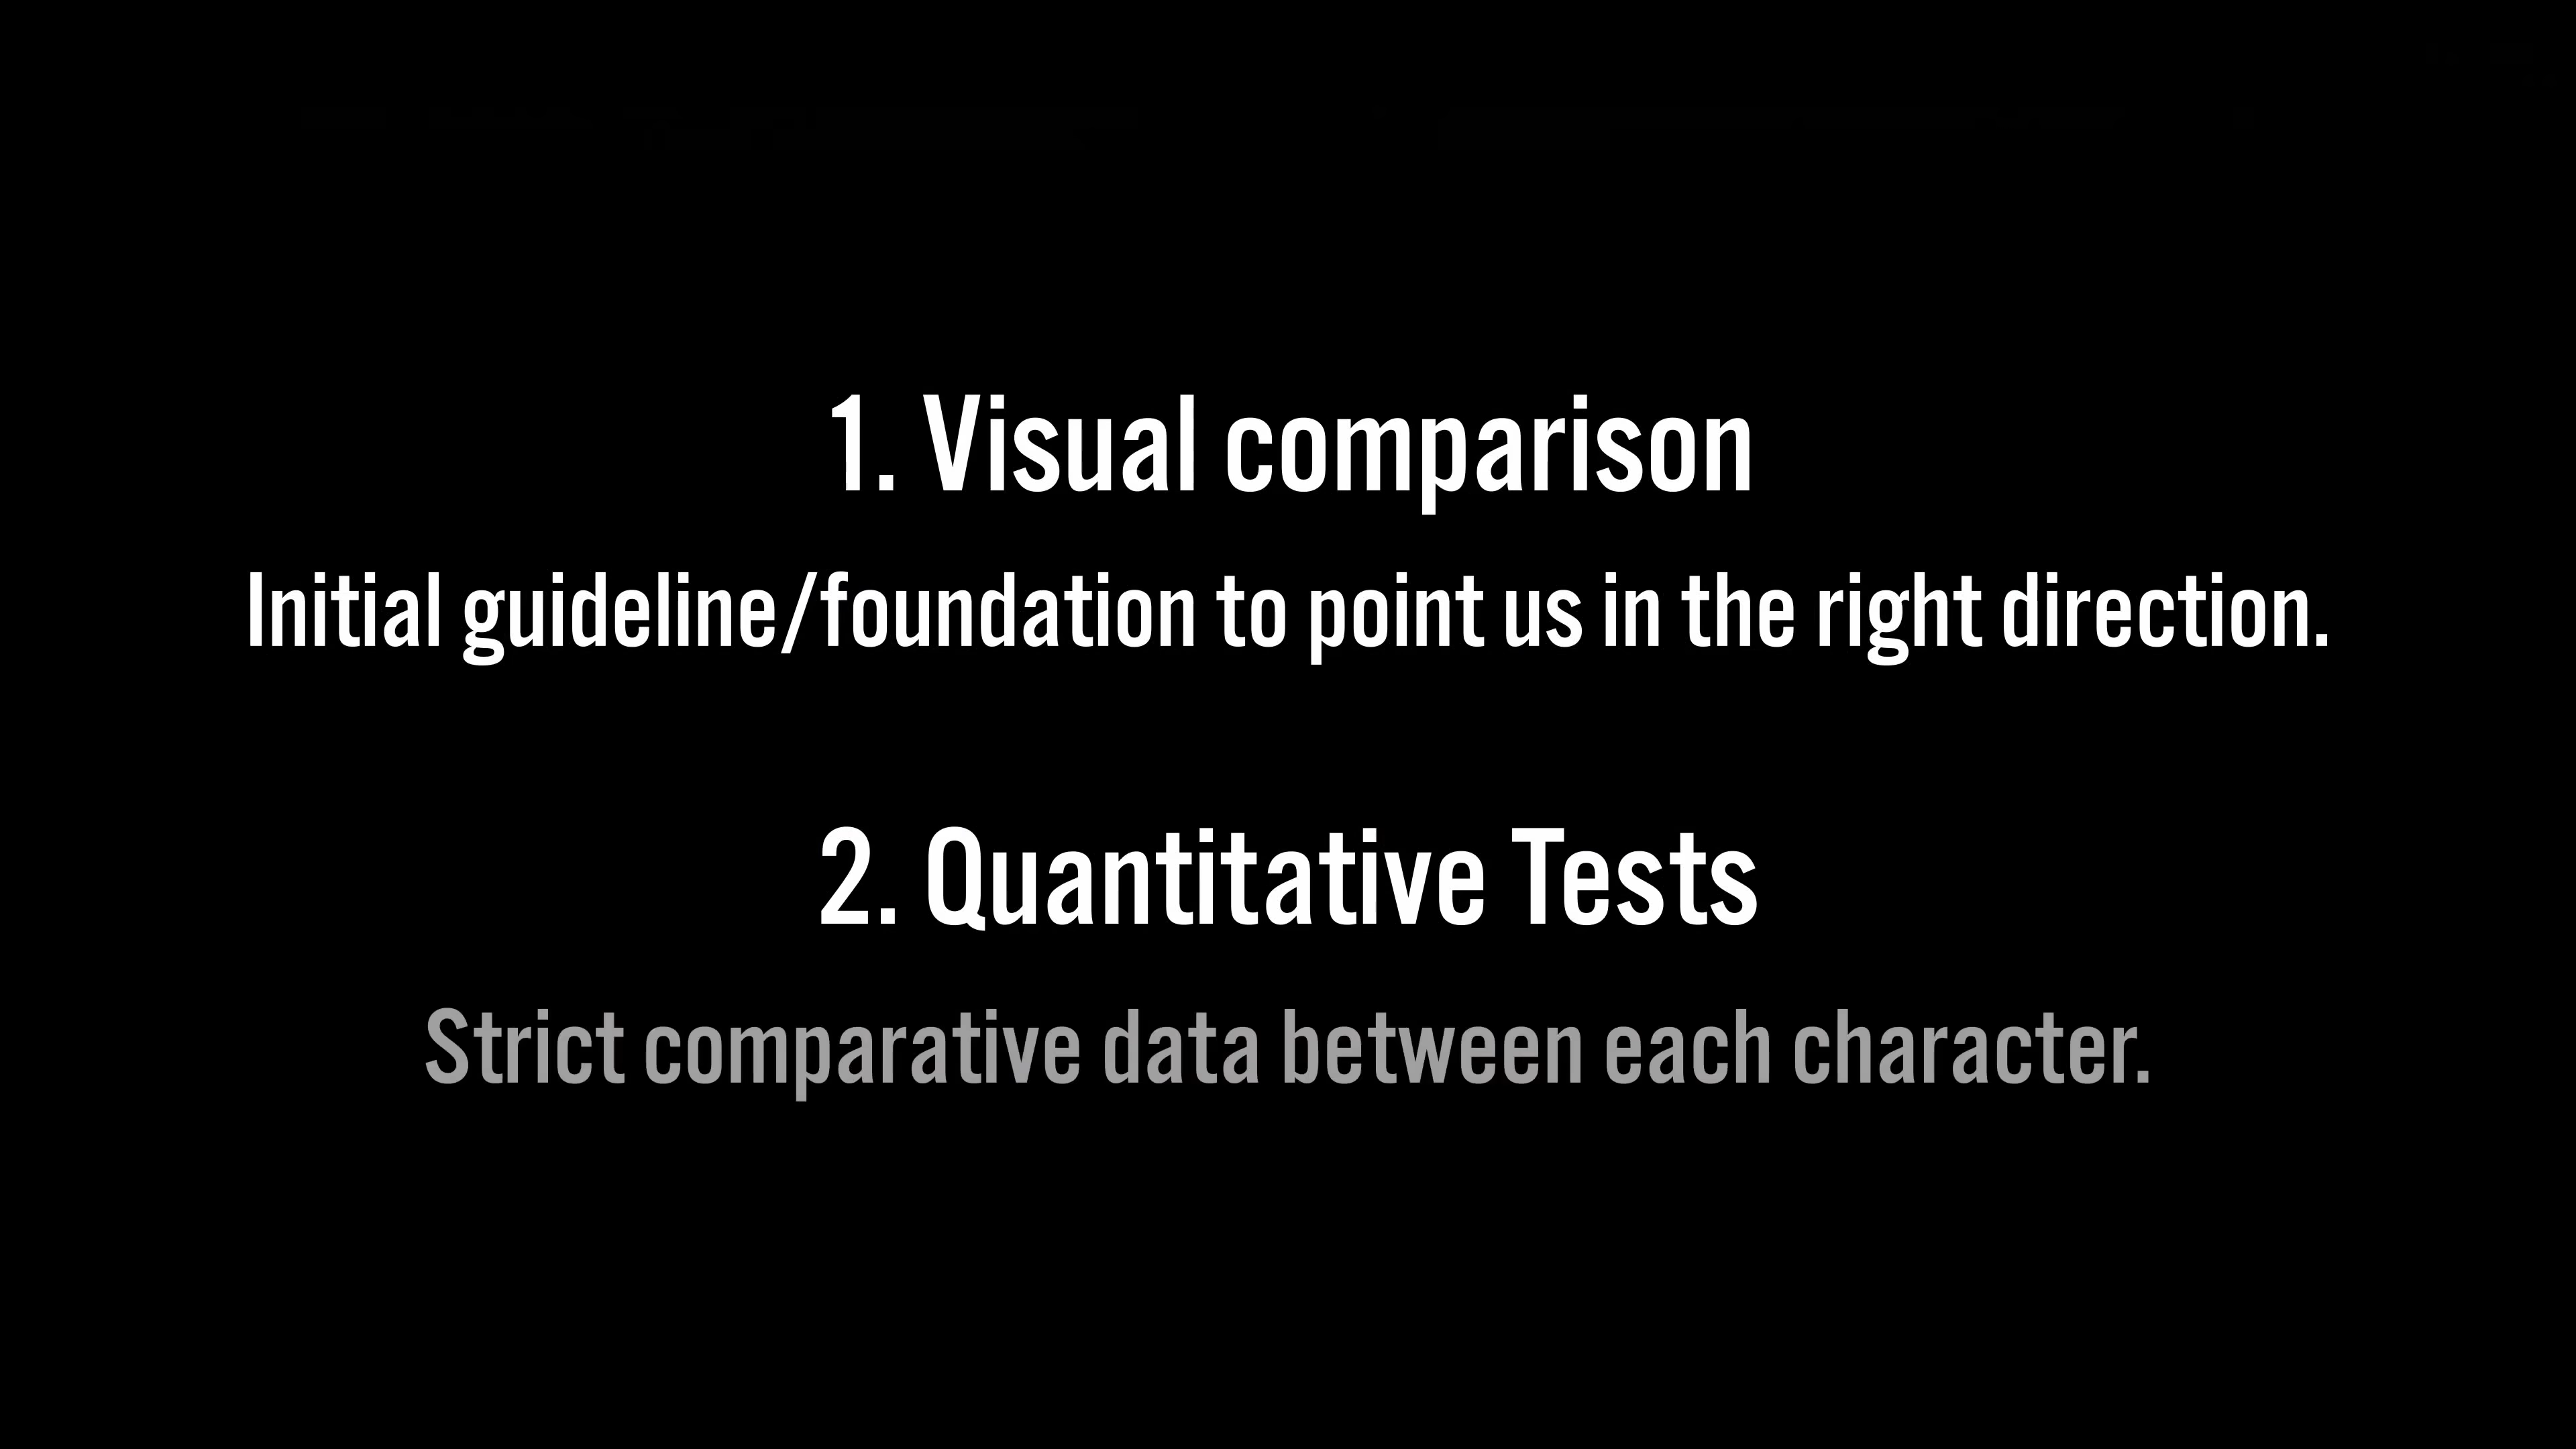 1. Visual comparison
Initial guideline/foundation to point us in the right direction.
2. Quantitative Tests
Strict comparative data between each character.